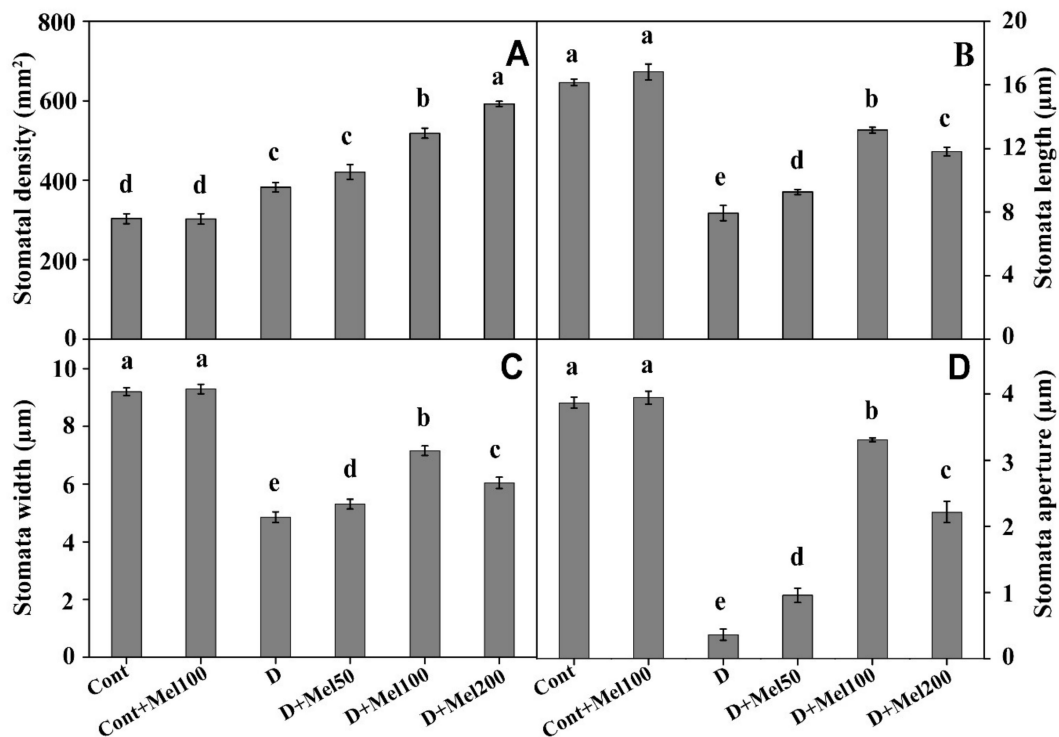 800
600
400
200
0
Stomatal density (mm²)
A
d
d
c
c
b
a
20
16
12
8
4
0
Stomata length (µm)
B
a
a
e
d
b
c
10
8
6
4
2
0
Stomata width (µm)
C
a
a
e
d
b
c
Cont
Cont+Mel100
D
D+Mel50
D+Mel100
D+Mel200
4
3
2
1
0
Stomata aperture (µm)
D
a
a
e
d
b
c
Cont
Cont+Mel100
D
D+Mel50
D+Mel100
D+Mel200